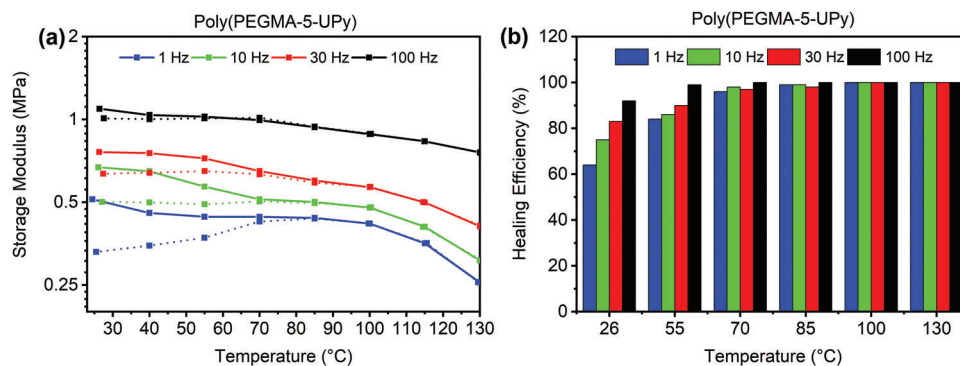 Poly(PEGMA-5-UPy)
(a)
1 Hz 10 Hz 30 Hz 100 Hz
Storage Modulus (MPa)
2
1
0.5
0.25
30 40 50 60 70 80 90 100 110 120 130
Temperature (°C)
Poly(PEGMA-5-UPy)
(b)
1 Hz 10 Hz 30 Hz 100 Hz
Healing Efficiency (%)
120
100
80
60
40
20
0
26 55 70 85 100 130
Temperature (°C)